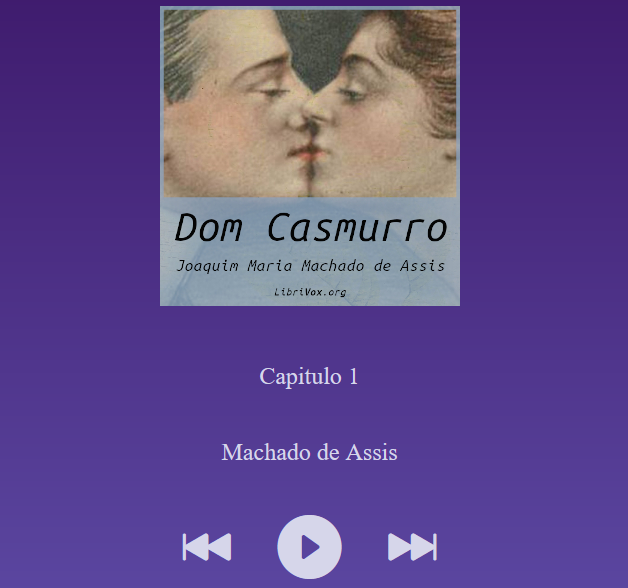 Dom Casmurro
Joaquim Maria Machado de Assis
LibriVox.org
Capitulo 1
Machado de Assis